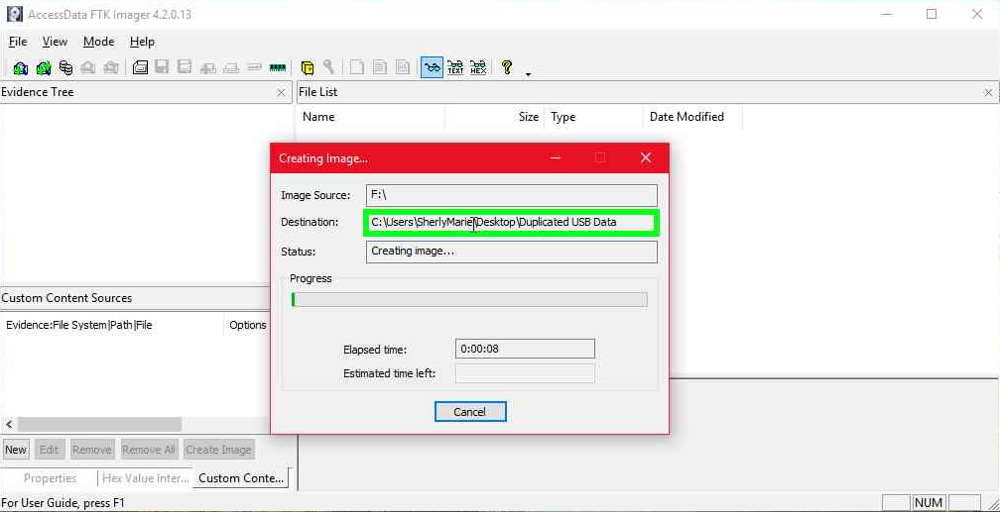 AccessData FTK Imager 4.2.0.13
File View Mode Help
TEXT HEX ?
Evidence Tree
File List
Name Size Type Date Modified
Creating Image...
Image Source: F:\
Destination: C:\Users\SherlyMarie\Desktop\Duplicated USB Data
Status: Creating image...
Progress
Elapsed time: 0:00:08
Estimated time left:
Cancel
Custom Content Sources
Evidence:File System|Path|File Options
New Edit Remove Remove All Create Image
Properties Hex Value Inter... Custom Conte...
For User Guide, press F1
NUM